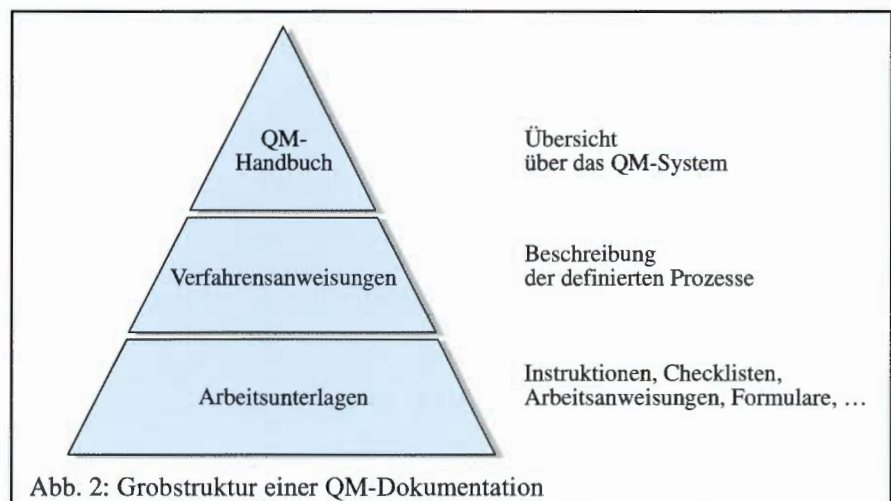 QM-
Handbuch
Übersicht
über das QM-System
Verfahrensanweisungen
Beschreibung
der definierten Prozesse
Arbeitsunterlagen
Instruktionen, Checklisten,
Arbeitsanweisungen, Formulare, …
Abb. 2: Grobstruktur einer QM-Dokumentation